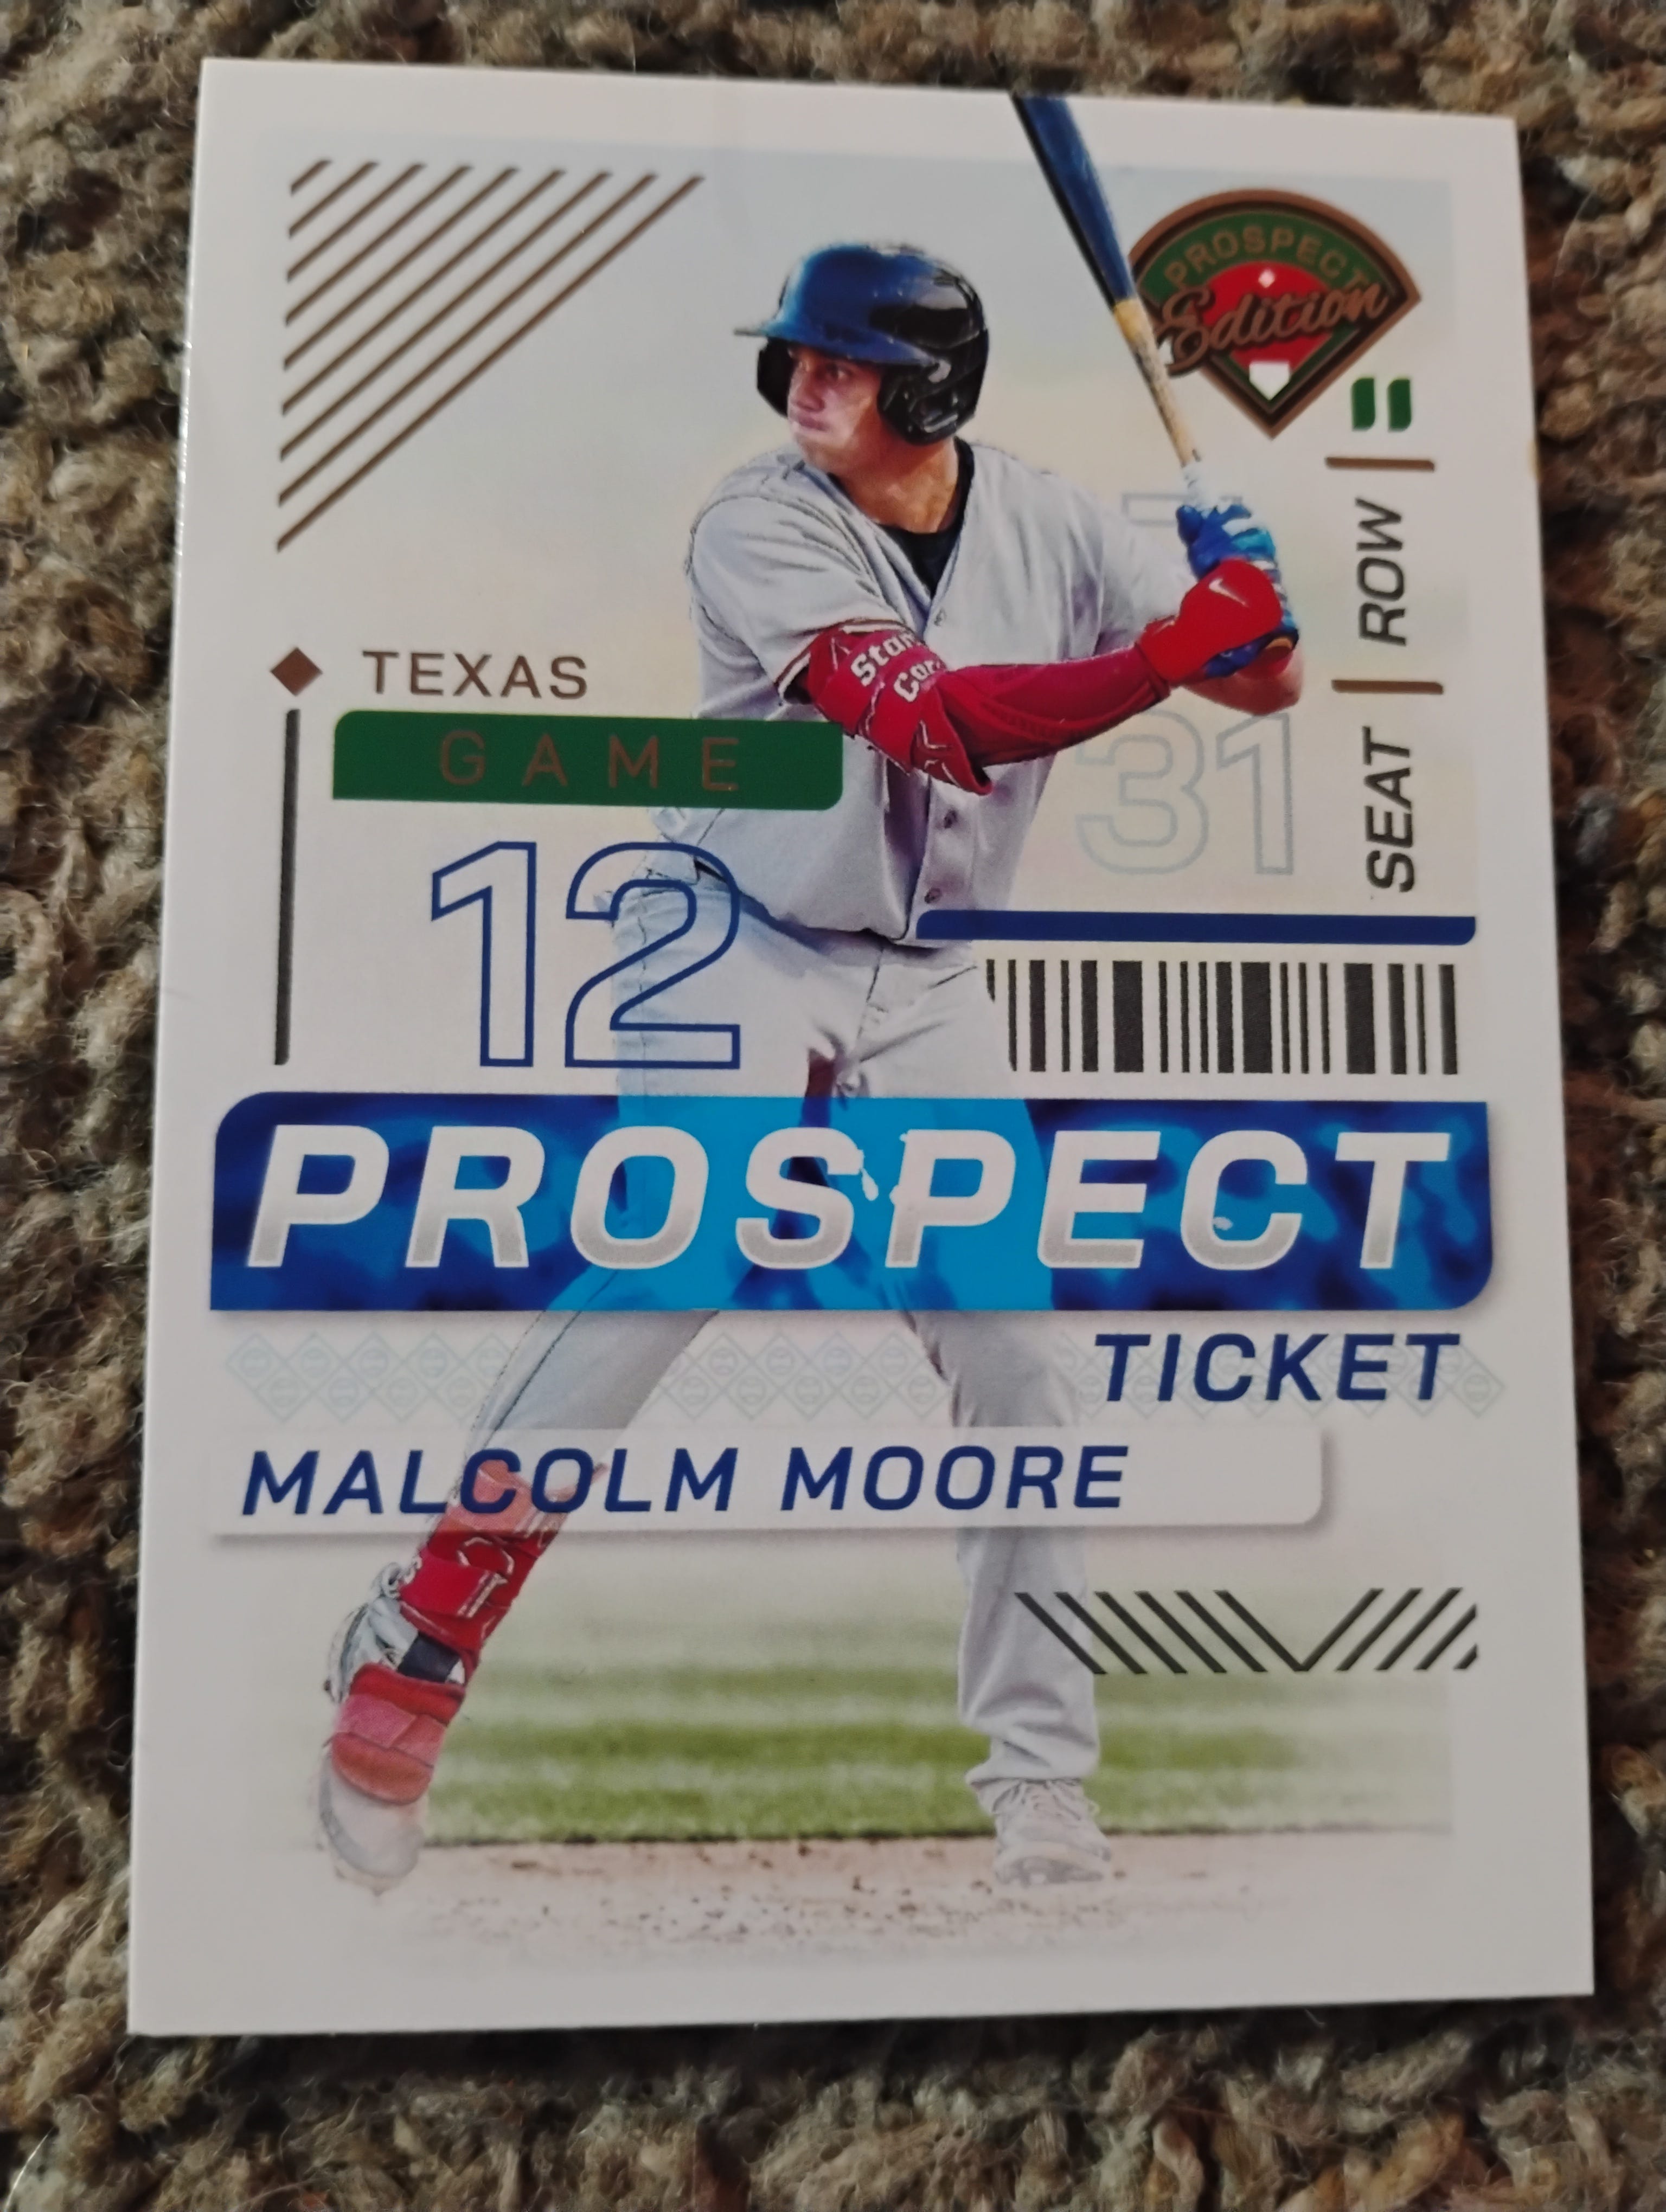 PROSPECT
Edition
SEAT | ROW |
TEXAS
GAME
12
31
PROSPECT
TICKET
MALCOLM MOORE